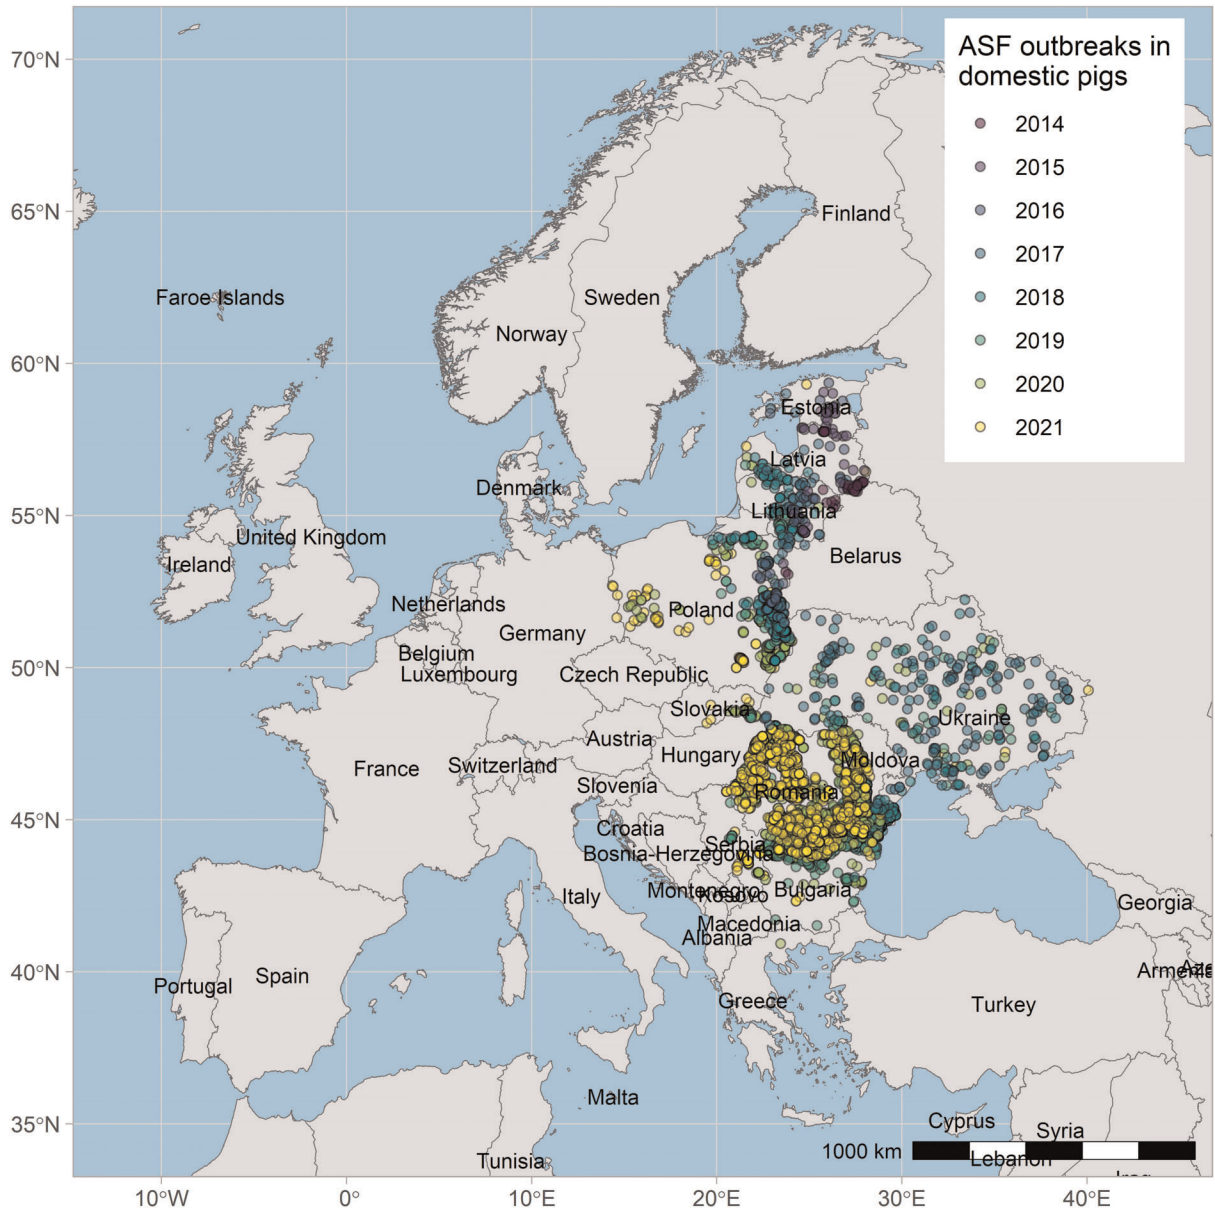 ASF outbreaks in
domestic pigs
2014
2015
2016
2017
2018
2019
2020
2021
70°N
65°N
60°N
55°N
50°N
45°N
40°N
35°N
Finland
Faroe Islands
Sweden
Norway
Estonia
Latvia
Denmark
Lithuania
United Kingdom
Ireland
Belarus
Netherlands
Poland
Germany
Belgium
Luxembourg
Czech Republic
Slovakia
Ukraine
Austria
Hungary
Moldova
France
Switzerland
Slovenia
Romania
Croatia
Serbia
Bosnia-Herzegovina
Montenegro
Kosovo
Bulgaria
Italy
Macedonia
Albania
Georgia
Armenia
Aze
Portugal
Spain
Greece
Turkey
Malta
Cyprus
Syria
1000 km
Lebanon
Tunisia
Iraq
10°W
0°
10°E
20°E
30°E
40°E